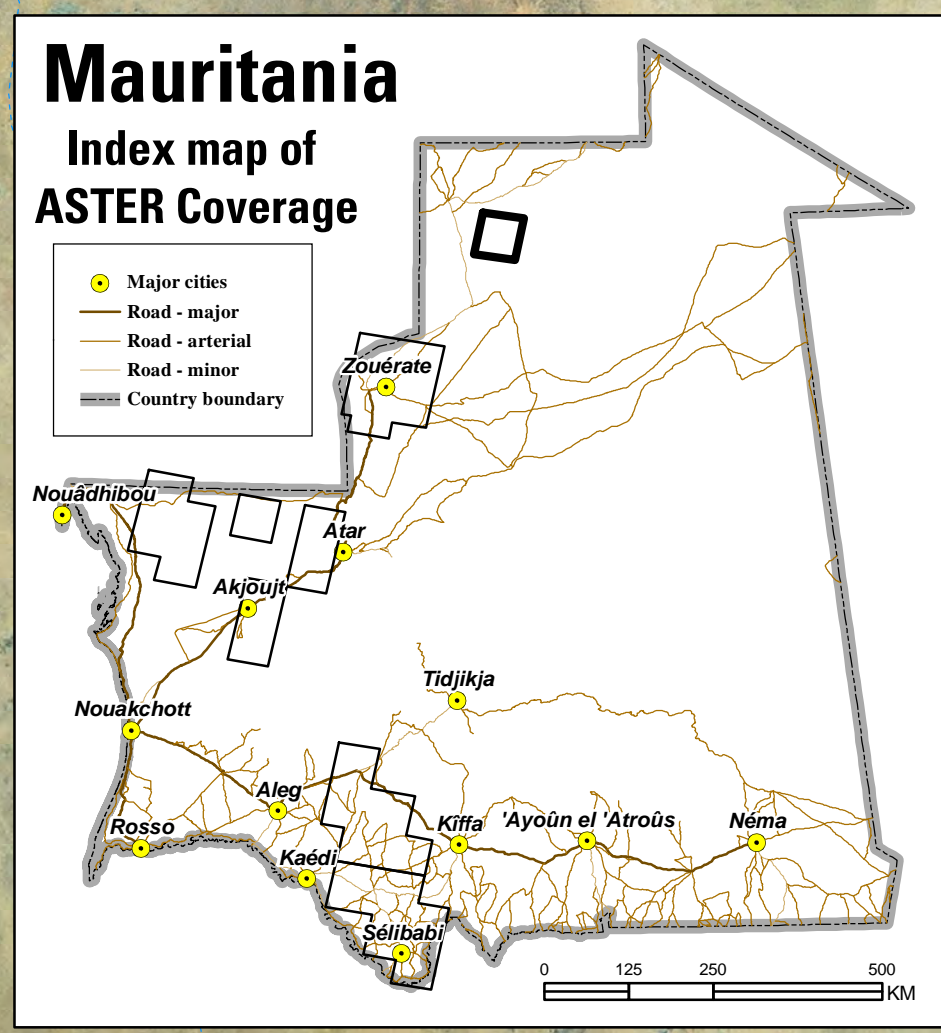 Mauritania
Index map of
ASTER Coverage
Major cities
Road - major
Road - arterial
Road - minor
Country boundary
Zouérate
Nouâdhibou
Atar
Akjoujt
Tidjikja
Nouakchott
Aleg
Rosso
Kîffa
'Ayoûn el 'Atroûs
Néma
Kaédi
Sélibabi
0 125 250 500
KM